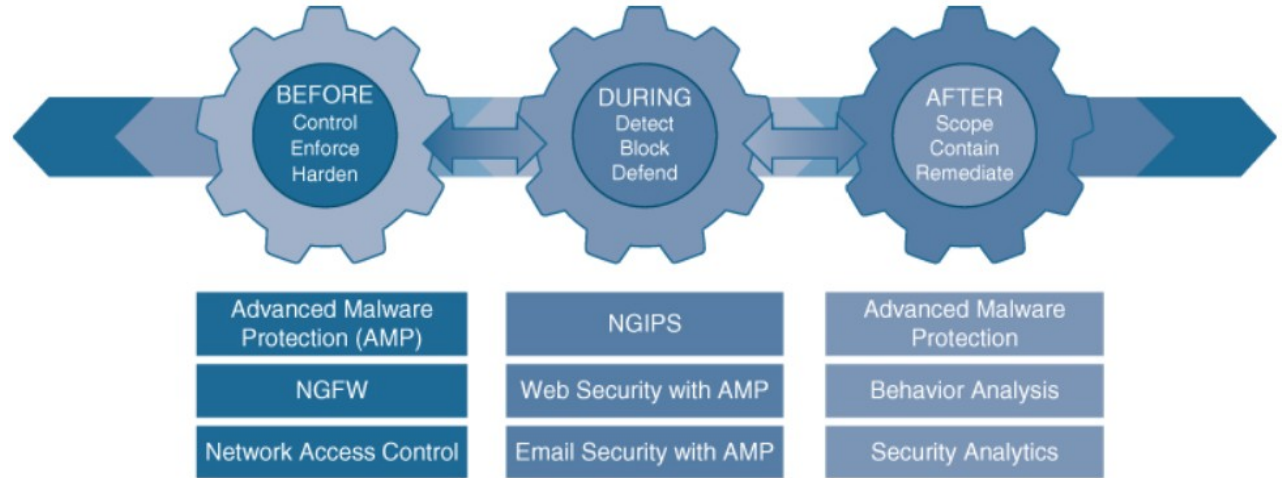 BEFORE
Control
Enforce
Harden
DURING
Detect
Block
Defend
AFTER
Scope
Contain
Remediate
Advanced Malware
Protection (AMP)
NGFW
Network Access Control
NGIPS
Web Security with AMP
Email Security with AMP
Advanced Malware
Protection
Behavior Analysis
Security Analytics